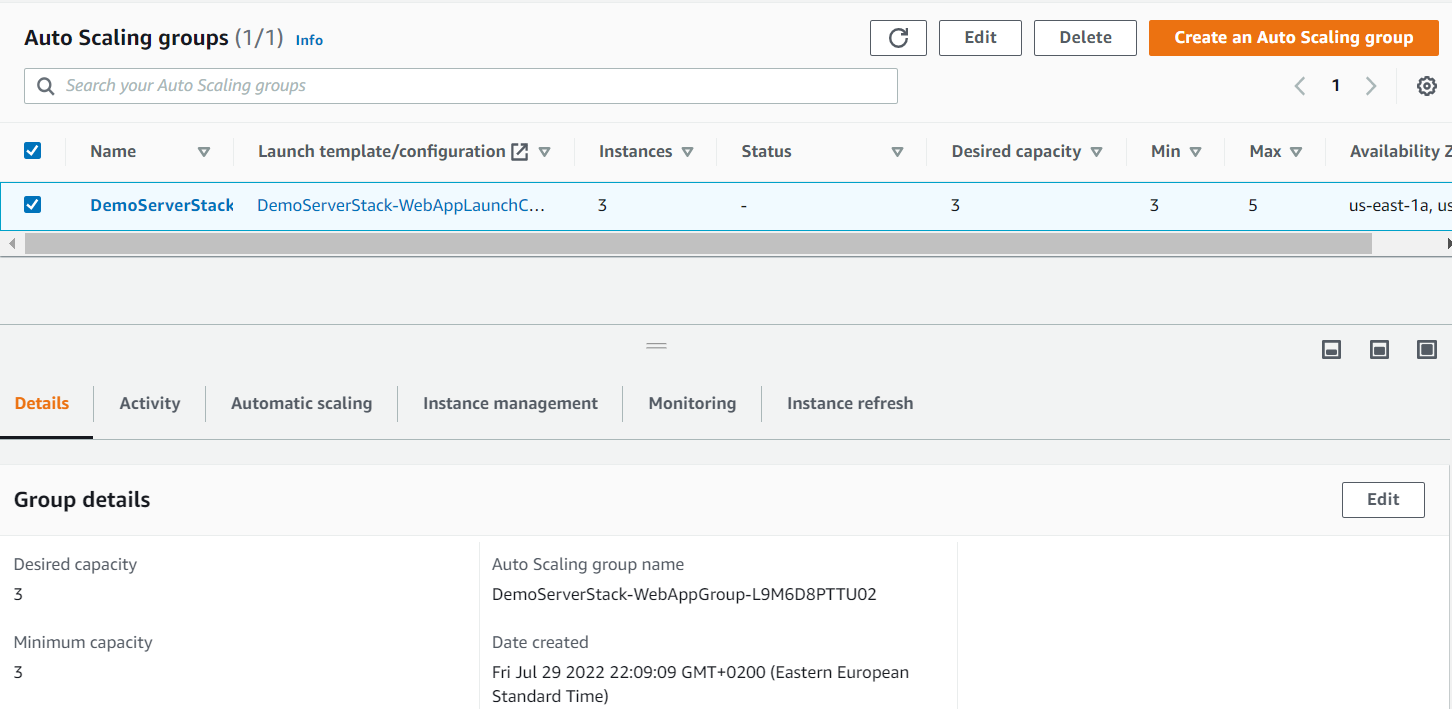 Auto Scaling groups (1/1) Info
Edit
Delete
Create an Auto Scaling group
Search your Auto Scaling groups
1
Name
Launch template/configuration
Instances
Status
Desired capacity
Min
Max
Availability Z
DemoServerStack
DemoServerStack-WebAppLaunchC...
3
-
3
3
5
us-east-1a, us
Details
Activity
Automatic scaling
Instance management
Monitoring
Instance refresh
Group details
Edit
Desired capacity
3
Auto Scaling group name
DemoServerStack-WebAppGroup-L9M6D8PTTU02
Minimum capacity
3
Date created
Fri Jul 29 2022 22:09:09 GMT+0200 (Eastern European
Standard Time)